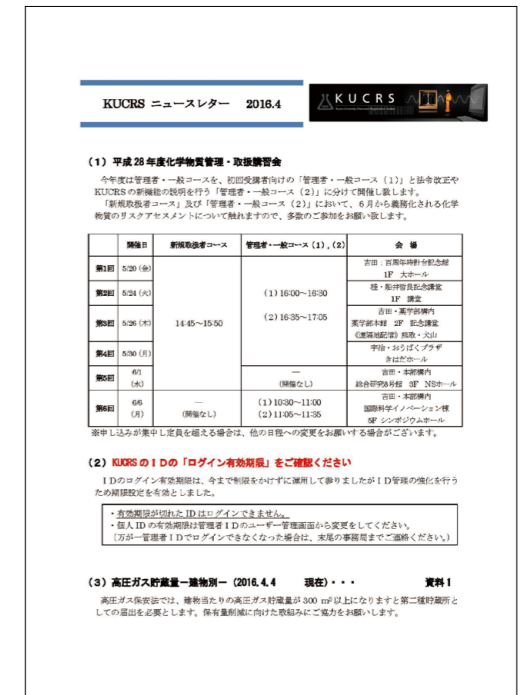 KUCRS ニュースレター 2016.4
KUCRS
(1) 平成 28 年度化学物質管理・取扱講習会
今年度は管理者・一般コースを、初回受講者向けの「管理者・一般コース（1）」と法令改正や
KUCRS の新機能の説明を行う「管理者・一般コース（2）」に分けて開催し致します。
「新規取扱者コース」及び「管理者・一般コース（2）」において、6 月から義務化される化学
物質のリスクアセスメントについて触れますので、多数のご参加をお願い致します。
開催日 新規取扱者コース 管理者・一般コース (1) , (2) 会 場
第1回 5/20 (金) 14:45～15:50 (1) 16:00～16:30 (2) 16:35～17:05 吉田：百周年時計台記念館
1F 大ホール
第2回 5/24 (火) 桂・船井哲良記念講堂
1F 講堂
第3回 5/26 (木) 吉田・薬学部構内
薬学部本館 2F 記念講堂
《遠隔地配信》熊取・犬山
第4回 5/30 (月) 宇治・おうばくプラザ
きはだホール
第5回 6/1 (水) ― (開催なし) 吉田・本部構内
総合研究8号館 3F NSホール
第6回 6/6 (月) ― (開催なし) (1) 10:30～11:00 (2) 11:05～11:35 吉田・本部構内
国際科学イノベーション棟
5F シンポジウムホール
※申し込みが集中し定員を超える場合は、他の日程への変更をお願いする場合がございます。
(2) KUCRS の I D の「ログイン有効期限」をご確認ください
I D のログイン有効期限は、今まで制限をかけずに運用して参りましたが I D 管理の強化を行う
ため期限設定を有効としました。
・有効期限が切れた ID はログインできません。
・個人 ID の有効期限は管理者 I D のユーザー管理画面から変更をしてください。
（万が一管理者 I D でログインできなくなった場合は、末尾の事務局までご連絡ください。）
(3) 高圧ガス貯蔵量－建物別－ (2016.4.4 現在)・・・ 資料 1
高圧ガス保安法では、建物当たりの高圧ガス貯蔵量が 300 m³以上になりますと第二種貯蔵所と
しての届出を必要とします。保有量削減に向けた取組みにご協力をお願いします。